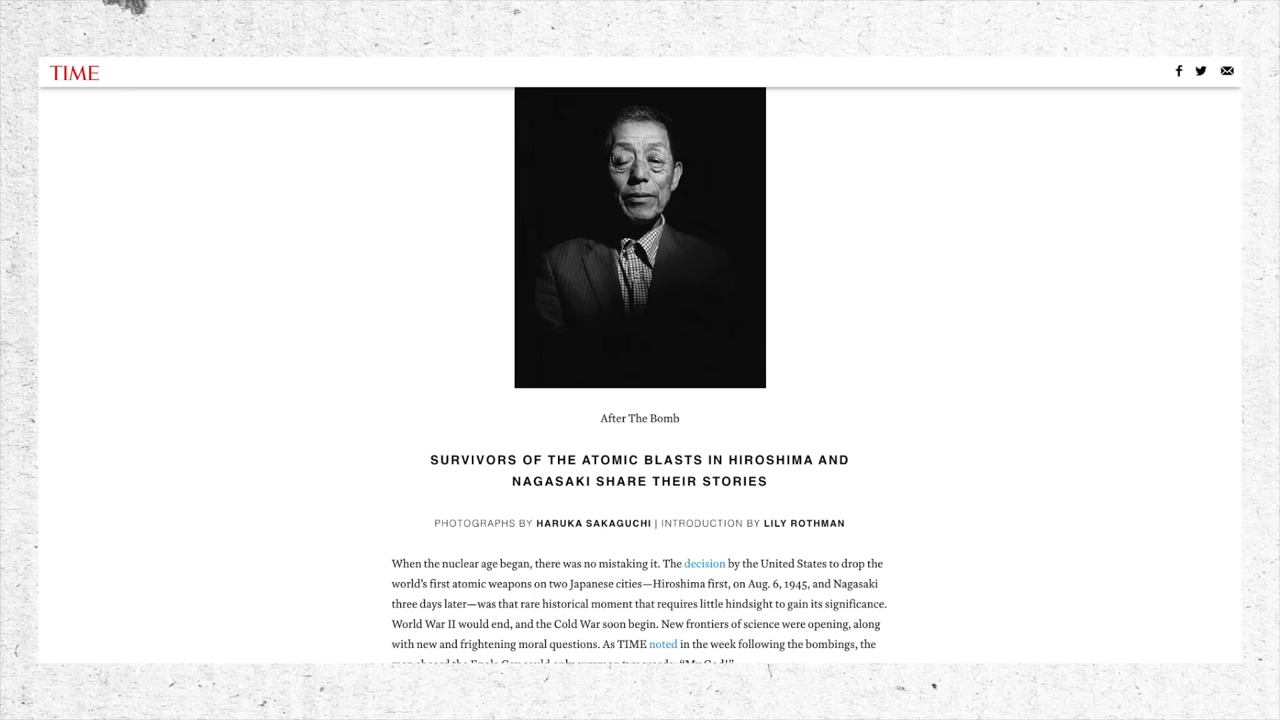 TIME
After The Bomb
SURVIVORS OF THE ATOMIC BLASTS IN HIROSHIMA AND
NAGASAKI SHARE THEIR STORIES
PHOTOGRAPHS BY HARUKA SAKAGUCHI | INTRODUCTION BY LILY ROTHMAN
When the nuclear age began, there was no mistaking it. The decision by the United States to drop the
world's first atomic weapons on two Japanese cities—Hiroshima first, on Aug. 6, 1945, and Nagasaki
three days later—was that rare historical moment that requires little hindsight to gain its significance.
World War II would end, and the Cold War soon begin. New frontiers of science were opening, along
with new and frightening moral questions. As TIME noted in the week following the bombings, the